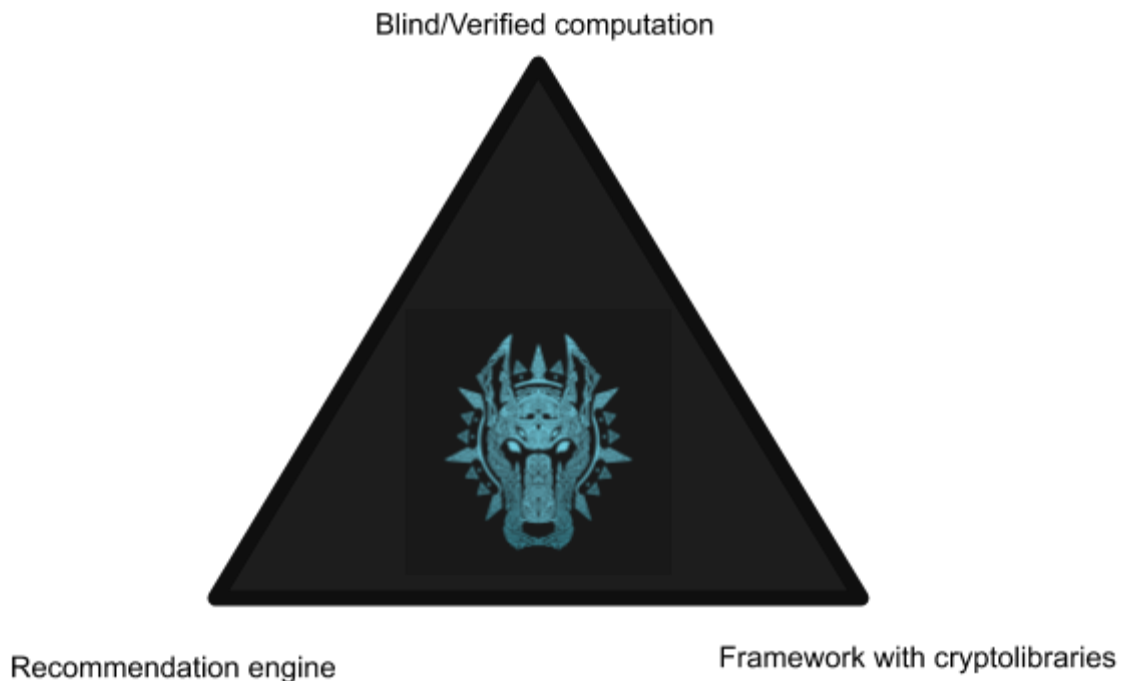 Blind/Verified computation
Recommendation engine
Framework with cryptolibraries